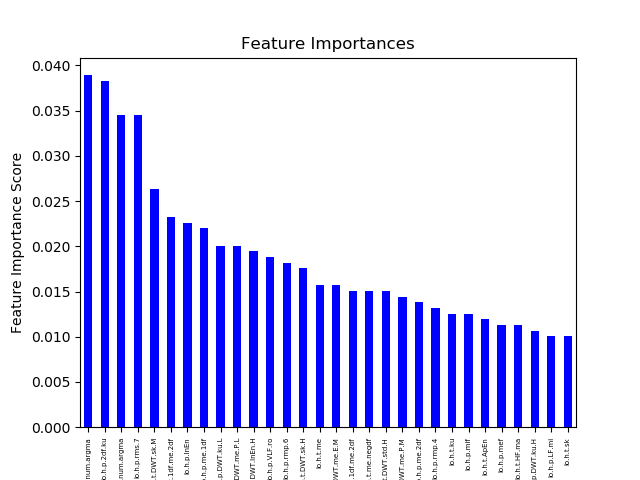 Feature Importances
Feature Importance Score
0.040
0.035
0.030
0.025
0.020
0.015
0.010
0.005
0.000
num.argma
lo.h.p.2df.ku
.num.argma
lo.h.p.rms.7
.t.DWT.sk.M
.1df.me.2df
lo.h.p.lnEn
o.h.p.me.1df
.p.DWT.ku.L
DWT.me.P.L
DWT.lnEn.H
lo.h.p.VLF.ro
lo.h.p.rmp.6
.t.DWT.sk.H
lo.h.t.me
DWT.me.E.M
.1df.me.2df
.t.me.negdf
.DWT.std.H
DWT.me.P.M
o.h.p.me.2df
lo.h.p.rmp.4
lo.h.t.ku
lo.h.p.mif
lo.h.t.ApEn
lo.h.p.mef
lo.h.t.HF.ma
p.DWT.ku.H
lo.h.p.LF.mi
lo.h.t.sk